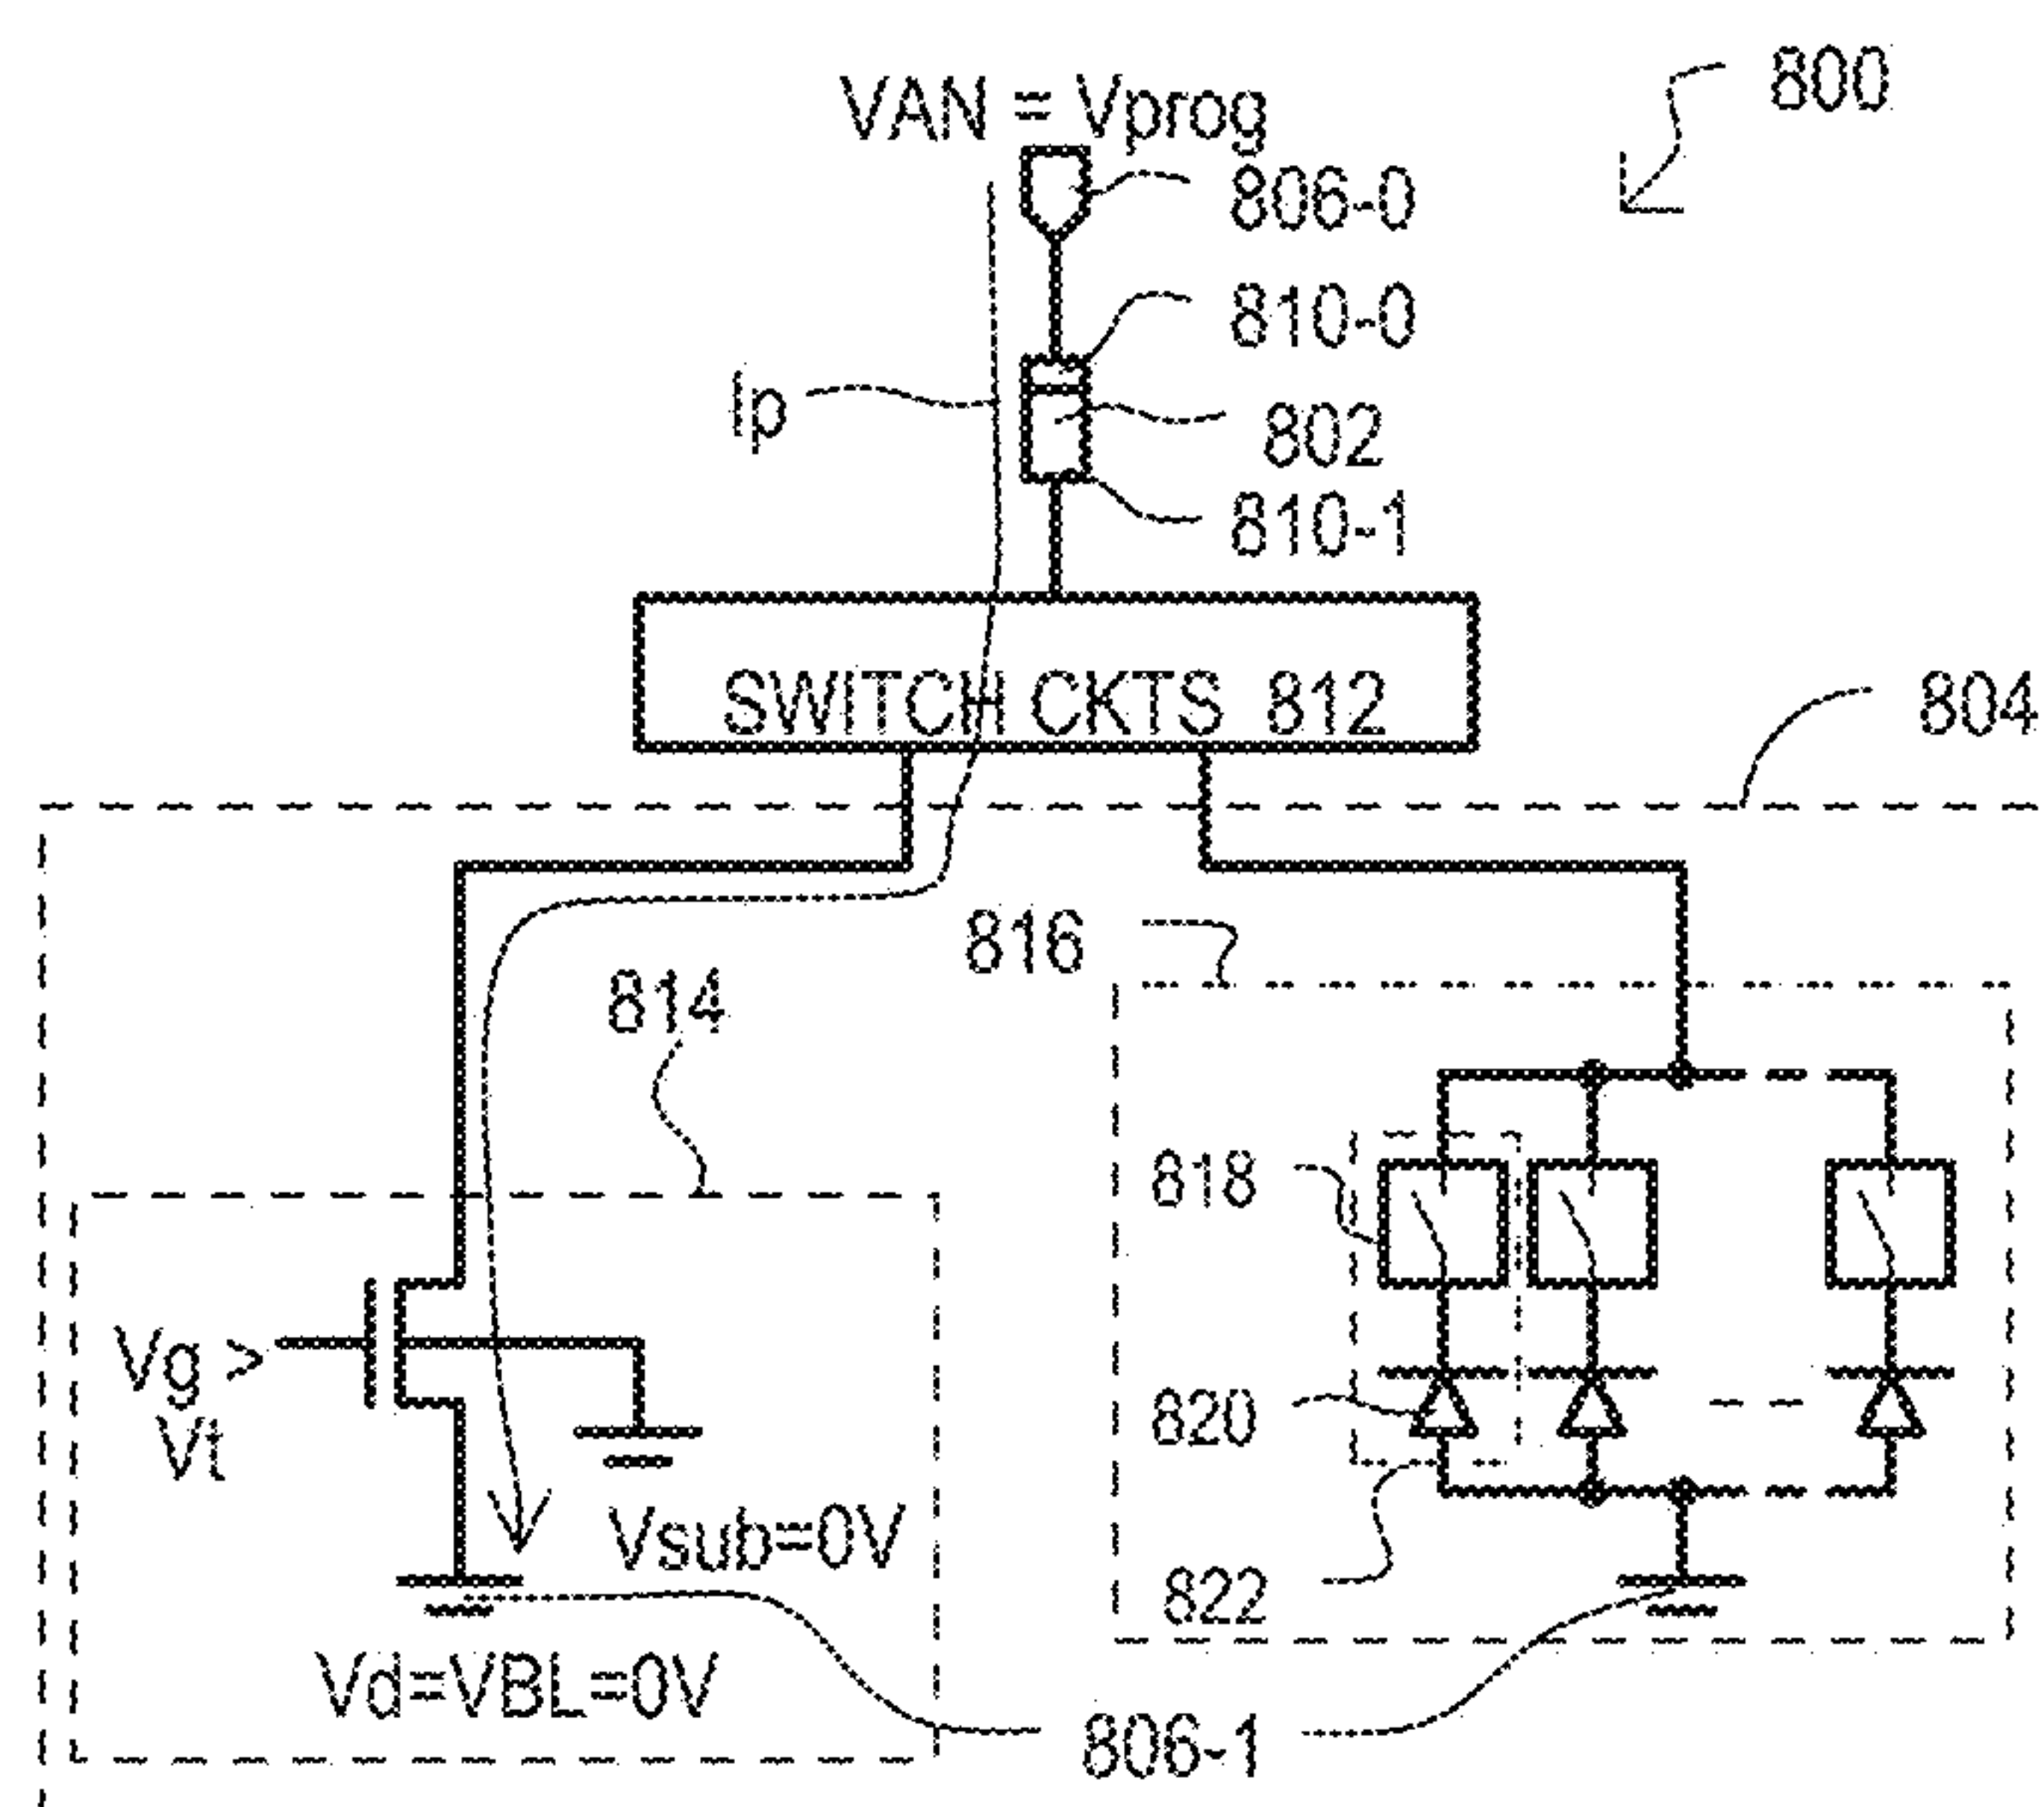 VAN = Vprog
800
806-0
810-0
Ip
802
810-1
SWITCH CKTS 812
804
816
814
818
Vg >
Vt
820
Vsub=0V
822
Vd=VBL=0V
806-1